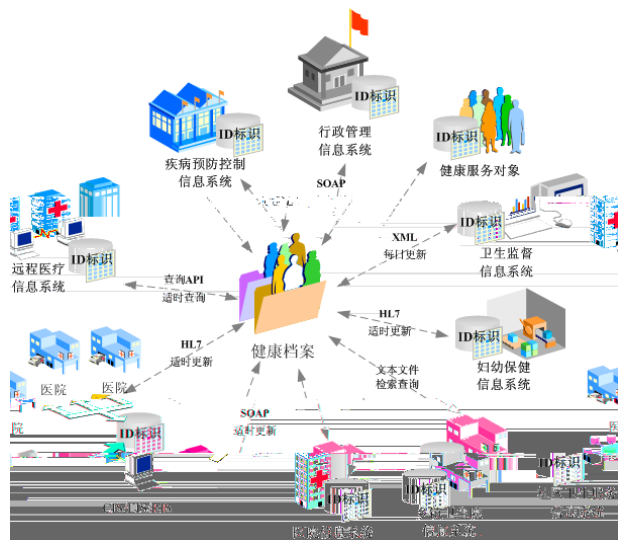 ID标识
行政管理
信息系统
ID标识
疾病预防控制
信息系统
ID标识
健康服务对象
SOAP
ID标识
卫生监督
信息系统
XML
每日更新
ID标识
远程医疗
信息系统
查询API
适时查询
健康档案
HL7
适时更新
HL7
适时更新
ID标识
妇幼保健
信息系统
医院
医院
文本文件
检索查询
SOAP
适时更新
ID标识
ID标识
ID标识
ID标识
信息系统